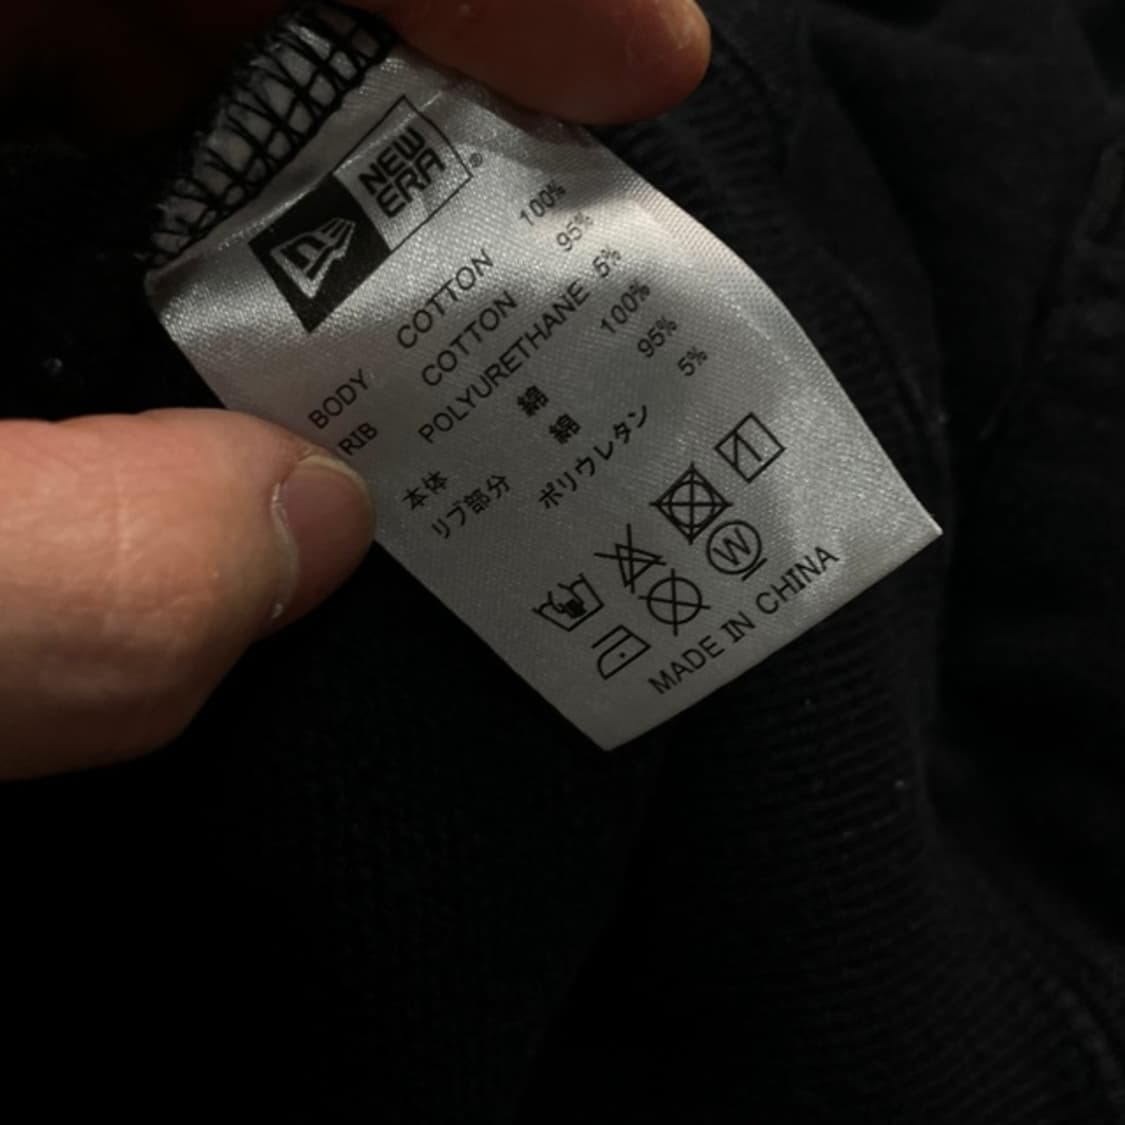 NEW
ERA®
BODY COTTON 100%
RIB COTTON 95%
POLYURETHANE 5%
本体 綿 100%
リブ部分 綿 95%
ポリウレタン 5%
W
MADE IN CHINA